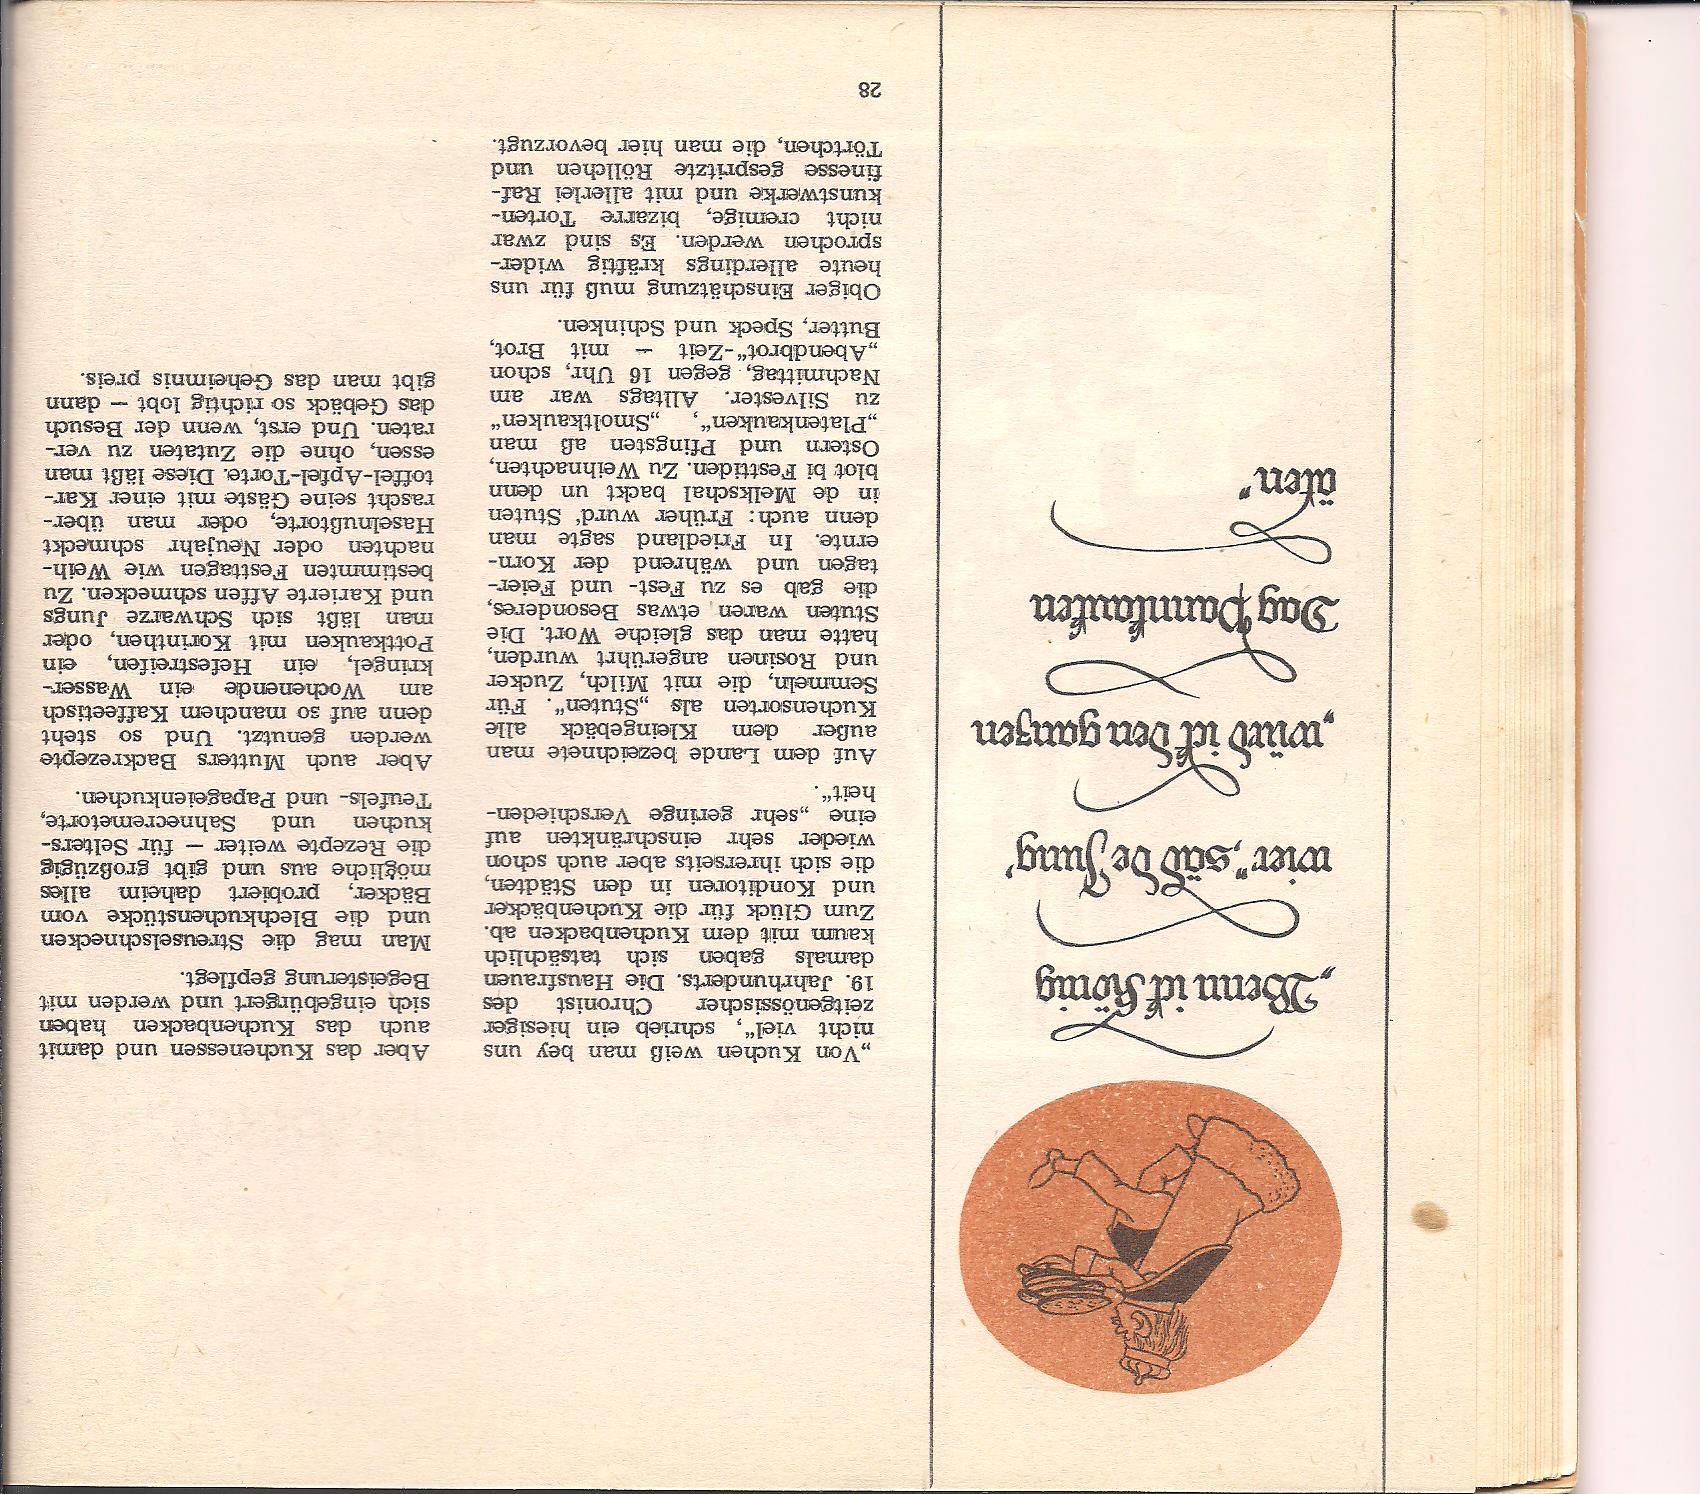 „Wenn ick König
wier“, säd de Jung’
„würd ick den ganzen
Dag Pannkauken
äten“
„Von Kuchen weiß man bey uns
nicht viel“, schrieb ein hiesiger
zeitgenössischer Chronist des
19. Jahrhunderts. Die Hausfrauen
damals gaben sich tatsächlich
kaum mit dem Kuchenbacken ab.
Zum Glück für die Kuchenbäcker
und Konditoren in den Städten,
die sich ihrerseits aber auch schon
wieder sehr einschränkten auf
eine „sehr geringe Verschieden-
heit“.
Auf dem Lande bezeichnete man
außer dem Kleingebäck alle
Kuchensorten als „Stuten“. Für
Semmeln, die mit Milch, Zucker
und Rosinen angerührt wurden,
hatte man das gleiche Wort. Die
Stuten waren etwas Besonderes,
die gab es zu Fest- und Feier-
tagen und während der Korn-
ernte. In Friedland sagte man
denn auch: Früher wurd’ Stuten
in de Melkschal backt un denn
blot bi Festtiden. Zu Weihnachten,
Ostern und Pfingsten aß man
„Platenkauken“, „Smoltkauken“
zu Silvester. Alltags war am
Nachmittag, gegen 16 Uhr, schon
„Abendbrot“-Zeit – mit Brot,
Butter, Speck und Schinken.
Obiger Einschätzung muß für uns
heute allerdings kräftig wider-
sprochen werden. Es sind zwar
nicht cremige, bizarre Torten-
kunstwerke und mit allerlei Raf-
finesse gespritzte Röllchen und
Törtchen, die man hier bevorzugt.
28
Aber das Kuchenessen und damit
auch das Kuchenbacken haben
sich eingebürgert und werden mit
Begeisterung gepflegt.
Man mag die Streuselschnecken
und die Blechkuchenstücke vom
Bäcker, probiert daheim alles
mögliche aus und gibt großzügig
die Rezepte weiter – für Selters-
kuchen und Sahnecremetorte,
Teufels- und Papageienkuchen.
Aber auch Mutters Backrezepte
werden genutzt. Und so steht
denn auf so manchem Kaffeetisch
am Wochenende ein Wasser-
kringel, ein Hefestreifen, ein
Pottkauken mit Korinthen, oder
man läßt sich Schwarze Jungs
und Karierte Affen schmecken. Zu
bestimmten Festtagen wie Weih-
nachten oder Neujahr schmeckt
Haselnußtorte, oder man über-
rascht seine Gäste mit einer Kar-
toffel-Apfel-Torte. Diese läßt man
essen, ohne die Zutaten zu ver-
raten. Und erst, wenn der Besuch
das Gebäck so richtig lobt – dann
gibt man das Geheimnis preis.